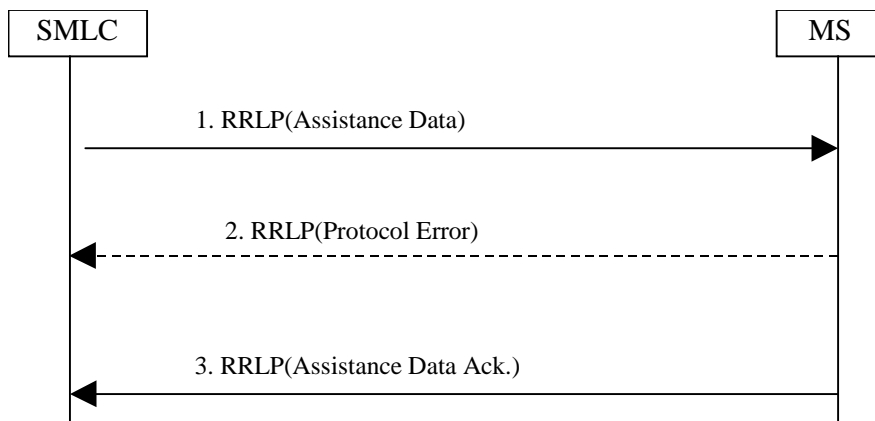 SMLC
MS
1. RRLP(Assistance Data)
2. RRLP(Protocol Error)
3. RRLP(Assistance Data Ack.)